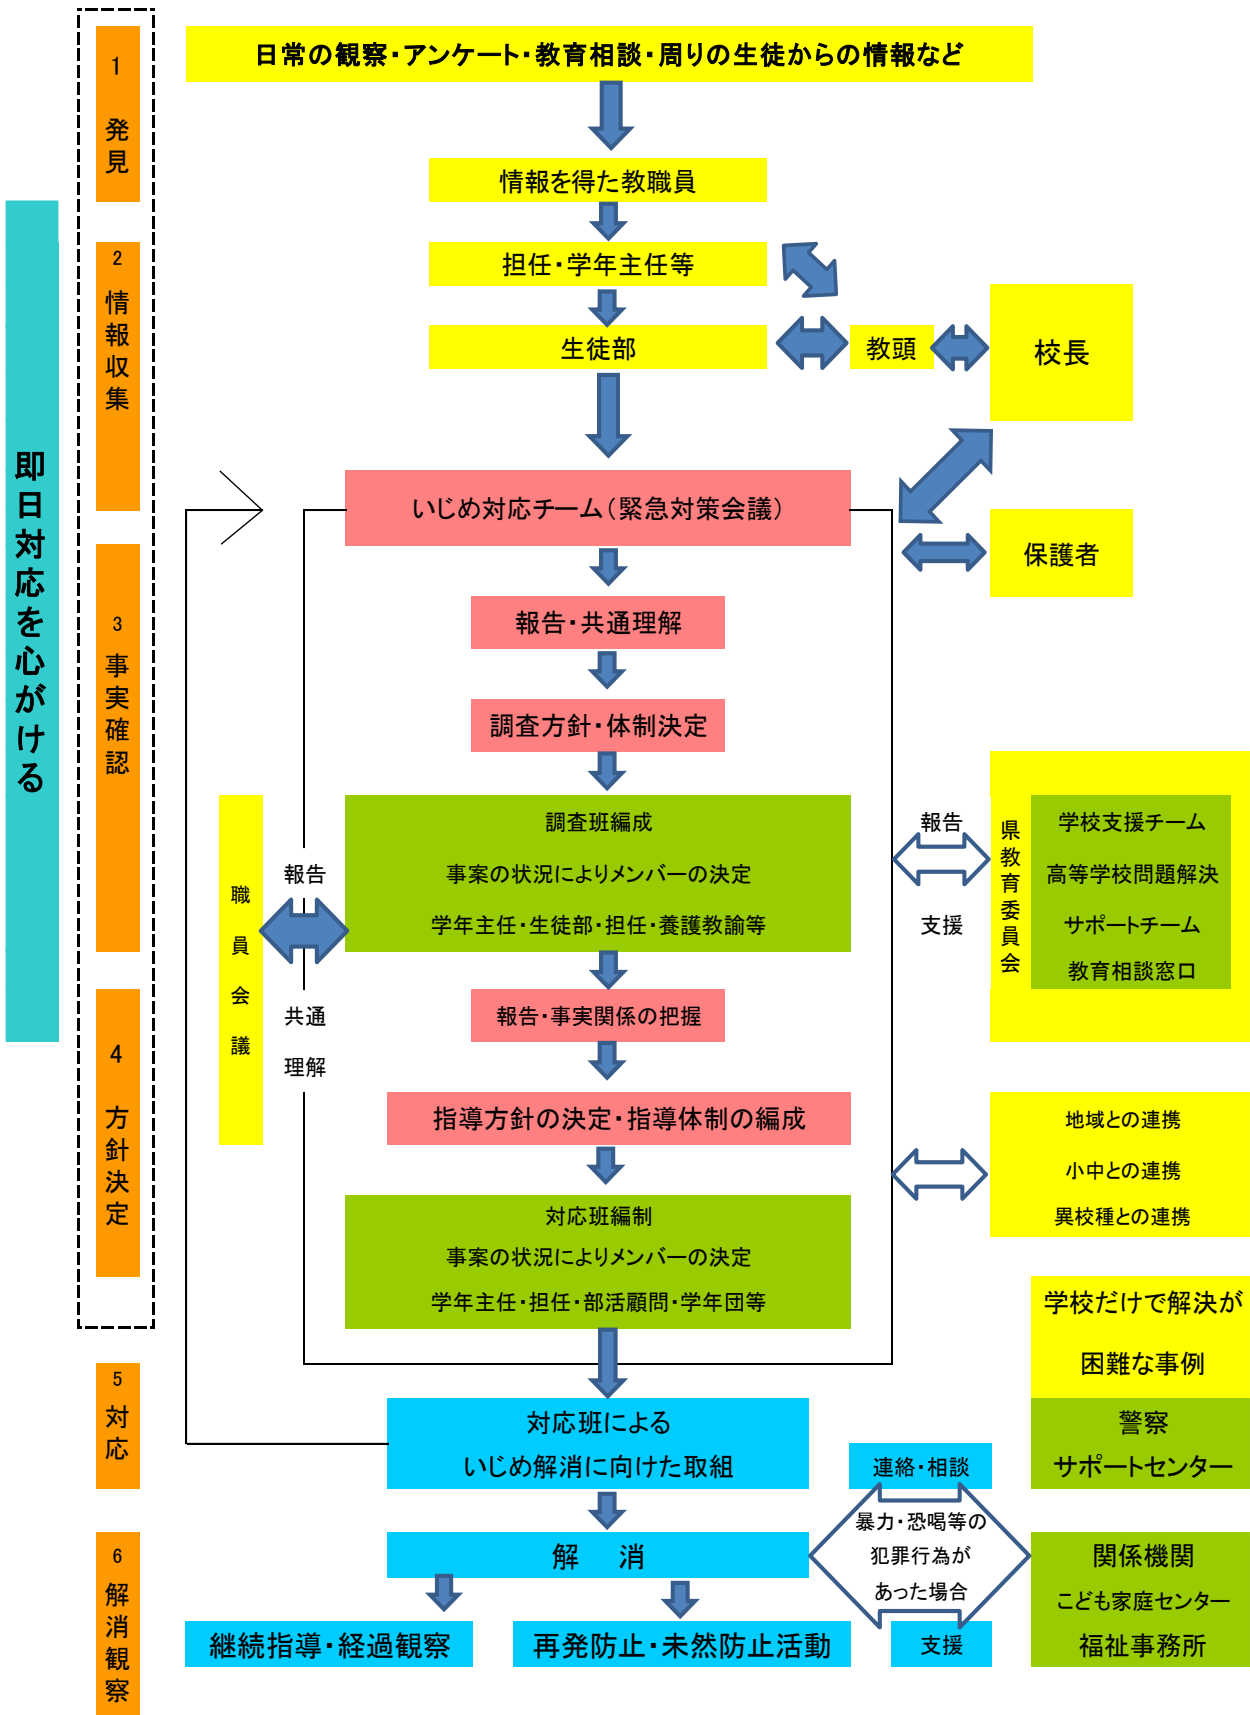 1
発見
日常の観察・アンケート・教育相談・周りの生徒からの情報など
情報を得た教職員
即日対応を心がける
2
情報収集
担任・学年主任等
生徒部
教頭
校長
いじめ対応チーム（緊急対策会議）
保護者
3
事実確認
報告・共通理解
調査方針・体制決定
職員会議
報告
共通
理解
調査班編成
事案の状況によりメンバーの決定
学年主任・生徒部・担任・養護教諭等
報告
支援
県教育委員会
学校支援チーム
高等学校問題解決
サポートチーム
教育相談窓口
4
方針決定
報告・事実関係の把握
指導方針の決定・指導体制の編成
対応班編制
事案の状況によりメンバーの決定
学年主任・担任・部活顧問・学年団等
地域との連携
小中との連携
異校種との連携
学校だけで解決が
困難な事例
警察
サポートセンター
5
対応
対応班による
いじめ解消に向けた取組
連絡・相談
暴力・恐喝等の
犯罪行為が
あった場合
支援
関係機関
こども家庭センター
福祉事務所
6
解消観察
解　消
継続指導・経過観察
再発防止・未然防止活動